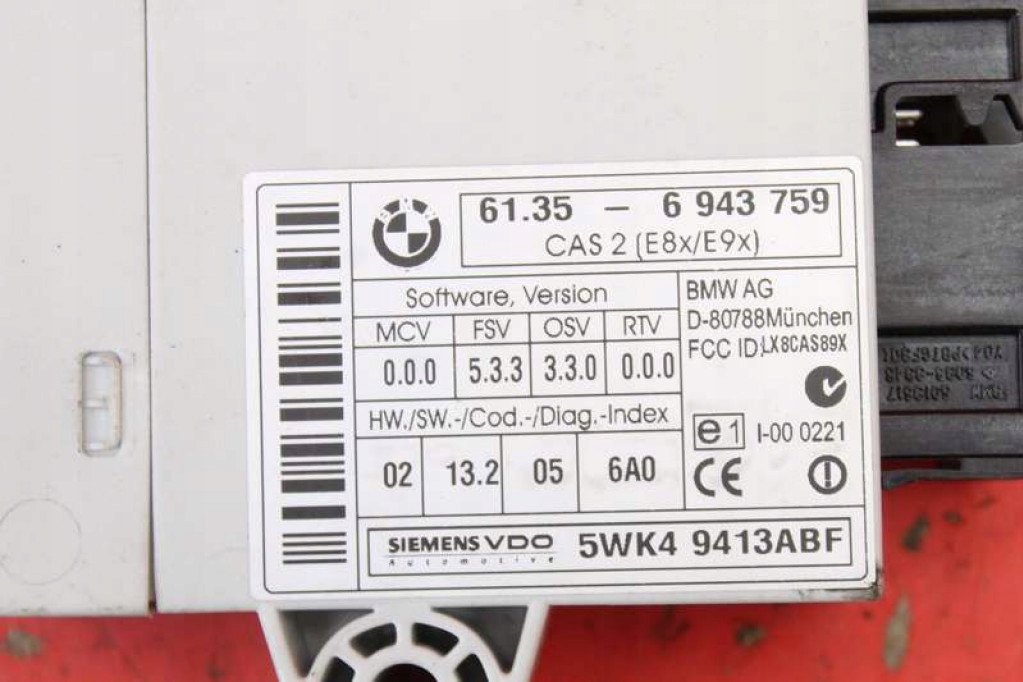 BMW
61.35 – 6 943 759
CAS 2 (E8x/E9x)
Software, Version
MCV FSV OSV RTV
0.0.0 5.3.3 3.3.0 0.0.0
HW./SW.-/Cod.-/Diag.-Index
02 13.2 05 6A0
BMW AG
D-80788München
FCC ID:LX8CAS89X
e1 I-00 0221
CE
SIEMENS VDO 5WK4 9413ABF
Automotive